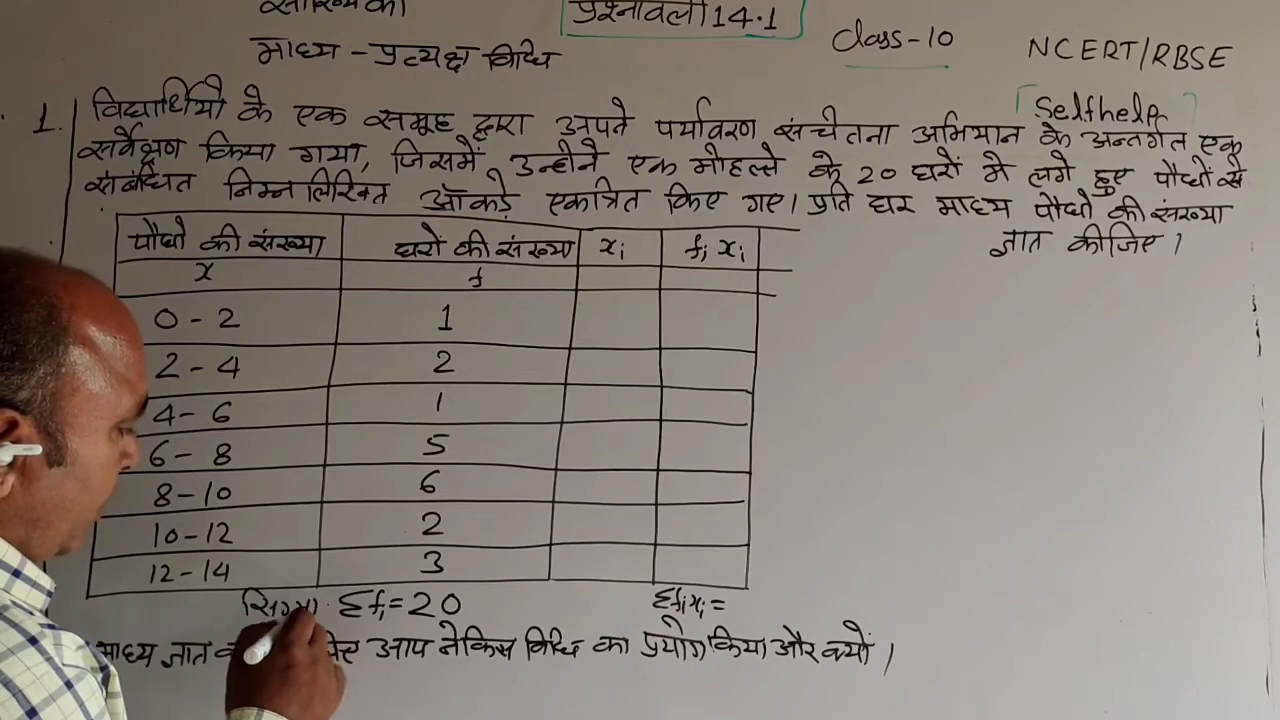 सांख्यिकी
प्रश्नावली 14.1
माध्य - प्रत्यक्ष विधि
Class-10
NCERT/RBSE
Selfhelp
1. विद्यार्थियों के एक समूह द्वारा अपने पर्यावरण संचेतना अभियान के अन्तर्गत एक
सर्वेक्षण किया गया, जिसमें उन्होंने एक मोहल्ले के 20 घरों में लगे हुए पौधों से
संबंधित निम्नलिखित आँकड़े एकत्रित किए गए। प्रति घर माध्य पौधों की संख्या
ज्ञात कीजिए।
पौधों की संख्या घरों की संख्या xi fi xi
x f
0 - 2 1
2 - 4 2
4 - 6 1
6 - 8 5
8 - 10 6
10 - 12 2
12 - 14 3
सिग्मा Σfi = 20 Σfixi =
माध्य ज्ञात आप ने किस विधि का प्रयोग किया और क्यों।